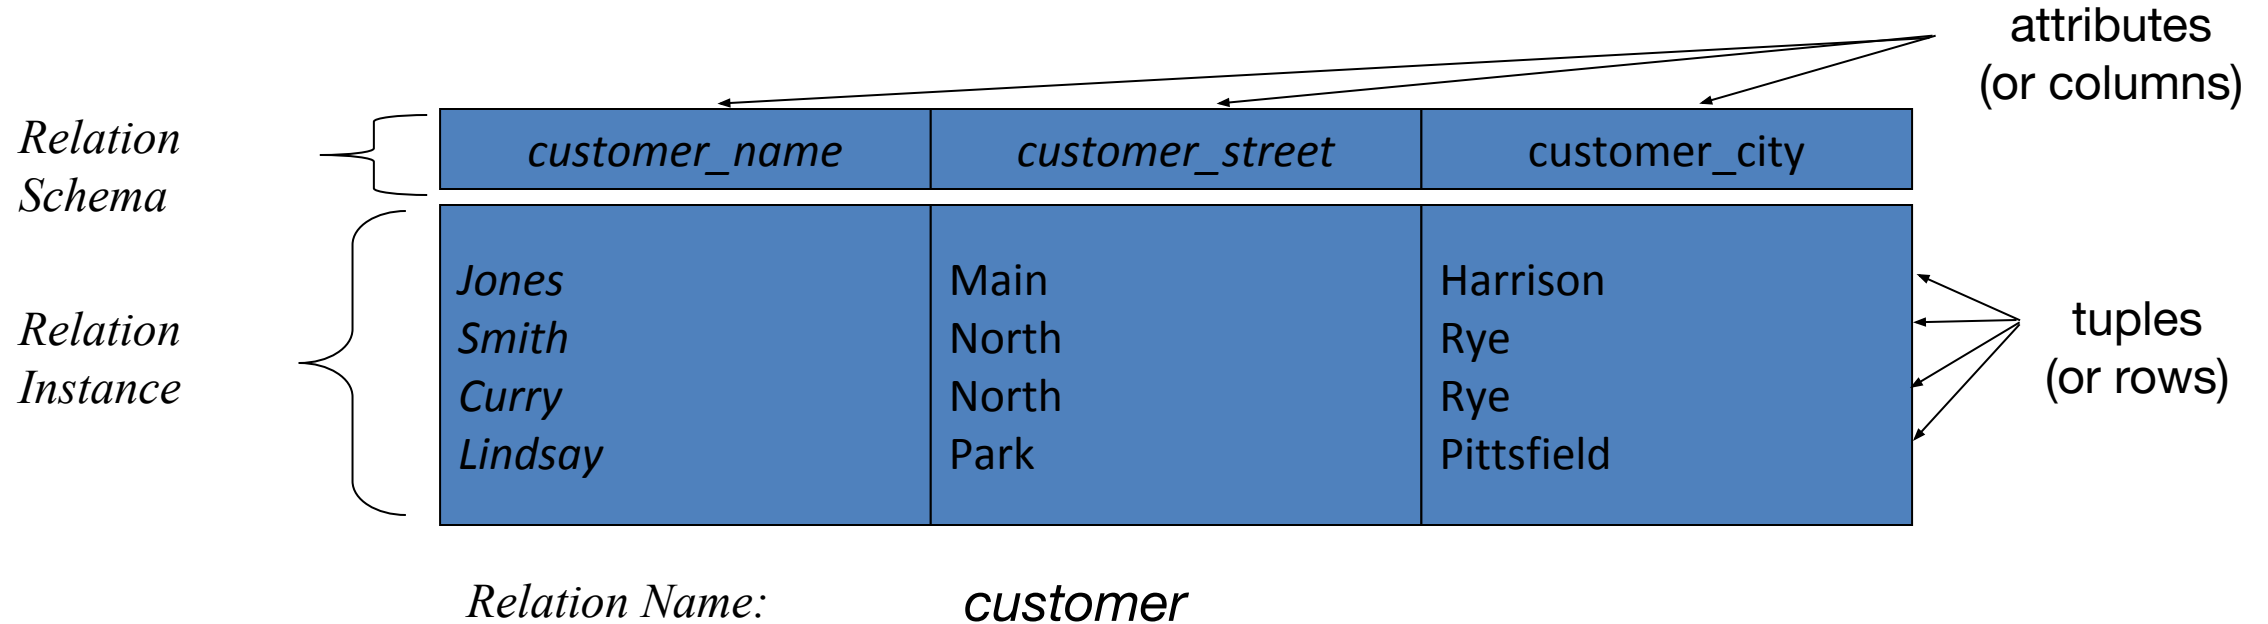 attributes
(or columns)
Relation
Schema
customer_name customer_street customer_city
Relation
Instance
Jones Main Harrison
Smith North Rye
Curry North Rye
Lindsay Park Pittsfield
tuples
(or rows)
Relation Name: customer